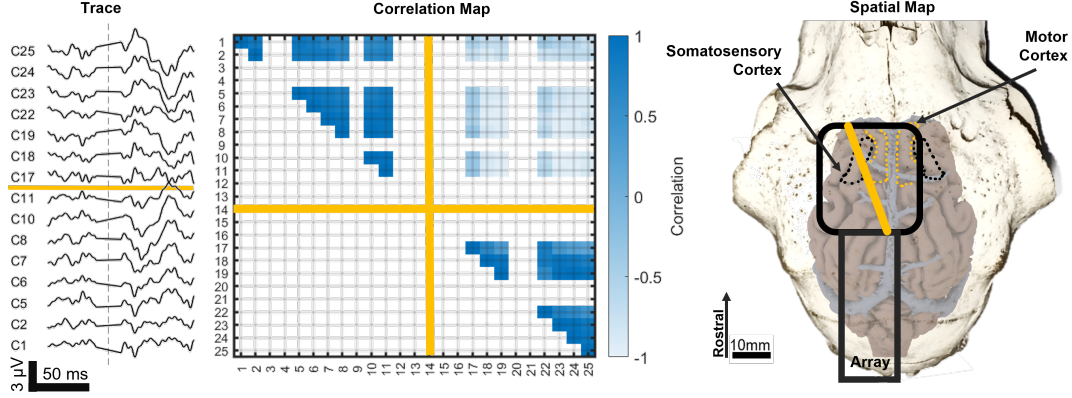 Trace
C25
C24
C23
C22
C19
C18
C17
C11
C10
C8
C7
C6
C5
C2
C1
3 µV
50 ms
Correlation Map
1
2
3
4
5
6
7
8
9
10
11
12
13
14
15
16
17
18
19
20
21
22
23
24
25
1 2 3 4 5 6 7 8 9 10 11 12 13 14 15 16 17 18 19 20 21 22 23 24 25
1
0.5
0
-0.5
-1
Correlation
Spatial Map
Somatosensory
Cortex
Motor
Cortex
Rostral
10mm
Array